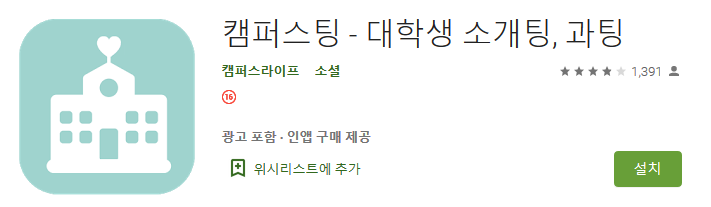 캠퍼스팅 - 대학생 소개팅, 과팅
캠퍼스라이프 소셜 1,391
16
광고 포함 · 인앱 구매 제공
위시리스트에 추가 설치